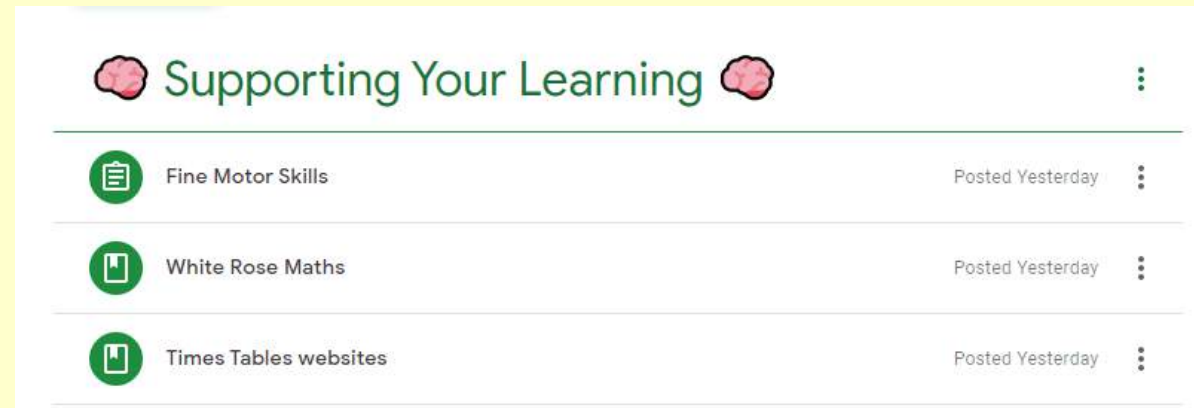 🧠 Supporting Your Learning 🧠
Fine Motor Skills Posted Yesterday
White Rose Maths Posted Yesterday
Times Tables websites Posted Yesterday